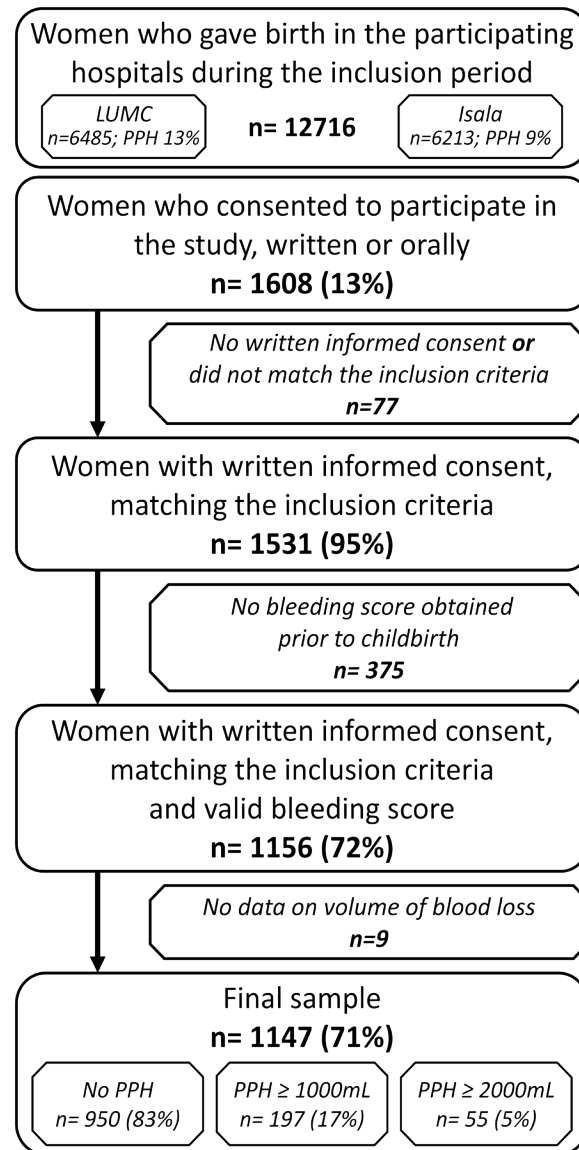 Women who gave birth in the participating
hospitals during the inclusion period
LUMC
n=6485; PPH 13%
n= 12716
Isala
n=6213; PPH 9%
Women who consented to participate in
the study, written or orally
n= 1608 (13%)
No written informed consent or
did not match the inclusion criteria
n=77
Women with written informed consent,
matching the inclusion criteria
n= 1531 (95%)
No bleeding score obtained
prior to childbirth
n= 375
Women with written informed consent,
matching the inclusion criteria
and valid bleeding score
n= 1156 (72%)
No data on volume of blood loss
n=9
Final sample
n= 1147 (71%)
No PPH
n= 950 (83%)
PPH ≥ 1000mL
n= 197 (17%)
PPH ≥ 2000mL
n= 55 (5%)